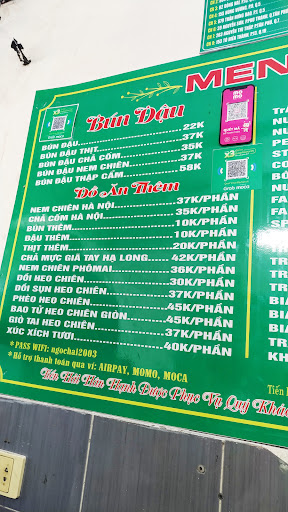 MEN
Bún Đậu
BÚN ĐẬU 22K
BÚN ĐẬU THỊT 37K
BÚN ĐẬU CHẢ CỐM 35K
BÚN ĐẬU NEM CHIÊN 37K
BÚN ĐẬU THẬP CẨM 58K
Đồ Ăn Thêm
NEM CHIÊN HÀ NỘI 37K/PHẦN
CHẢ CỐM HÀ NỘI 35K/PHẦN
BÚN THÊM 10K/PHẦN
ĐẬU THÊM 10K/PHẦN
THỊT THÊM 20K/PHẦN
CHẢ MỰC GIÃ TAY HẠ LONG 42K/PHẦN
NEM CHIÊN PHÔMAI 36K/PHẦN
DỒI HEO CHIÊN 30K/PHẦN
DỒI SỤN HEO CHIÊN 37K/PHẦN
PHÈO HEO CHIÊN 45K/PHẦN
BAO TỬ HEO CHIÊN GIÒN 45K/PHẦN
GIÒ TAI HEO CHIÊN 37K/PHẦN
XÚC XÍCH TƯƠI 40K/PHẦN
* PASS WIFI: ngochai2003
* Hỗ trợ thanh toán qua ví: AIRPAY, MOMO, MOCA
Hân Hạnh Được Phục Vụ Quý Khá
Tiến